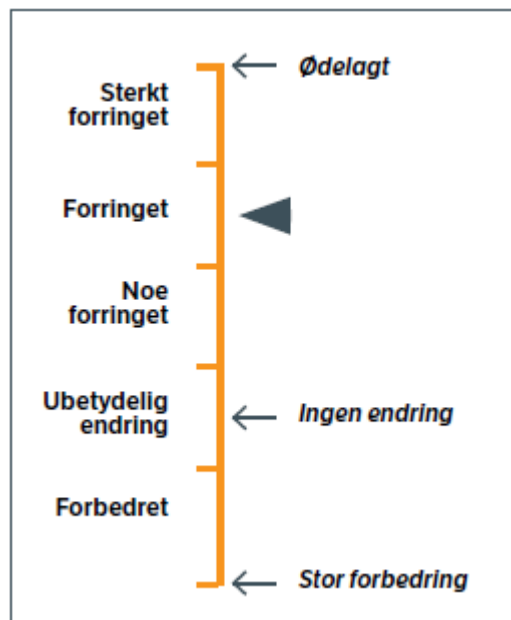 Ødelagt
Sterkt
forringet
Forringet
Noe
forringet
Ubetydelig
endring
Ingen endring
Forbedret
Stor forbedring